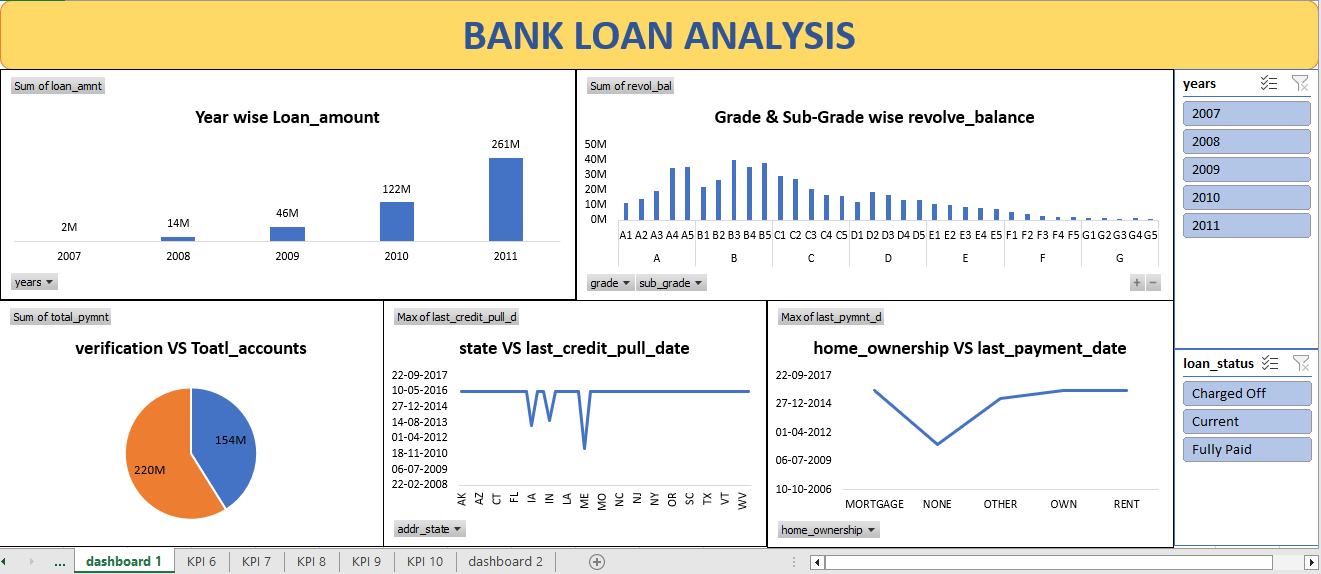 BANK LOAN ANALYSIS
Sum of loan_amnt
Year wise Loan_amount
261M
122M
46M
14M
2M
2007 2008 2009 2010 2011
years
Sum of revol_bal
Grade & Sub-Grade wise revolve_balance
50M
40M
30M
20M
10M
0M
A1 A2 A3 A4 A5 B1 B2 B3 B4 B5 C1 C2 C3 C4 C5 D1 D2 D3 D4 D5 E1 E2 E3 E4 E5 F1 F2 F3 F4 F5 G1 G2 G3 G4 G5
A B C D E F G
grade sub_grade + −
years
2007
2008
2009
2010
2011
Sum of total_pymnt
verification VS Toatl_accounts
154M
220M
Max of last_credit_pull_d
state VS last_credit_pull_date
22-09-2017
10-05-2016
27-12-2014
14-08-2013
01-04-2012
18-11-2010
06-07-2009
22-02-2008
AK AZ CT FL IA IN LA ME MO NC NJ NY OR SC TX VT WV
addr_state
Max of last_pymnt_d
home_ownership VS last_payment_date
22-09-2017
27-12-2014
01-04-2012
06-07-2009
10-10-2006
MORTGAGE NONE OTHER OWN RENT
home_ownership
loan_status
Charged Off
Current
Fully Paid
... dashboard 1 KPI 6 KPI 7 KPI 8 KPI 9 KPI 10 dashboard 2